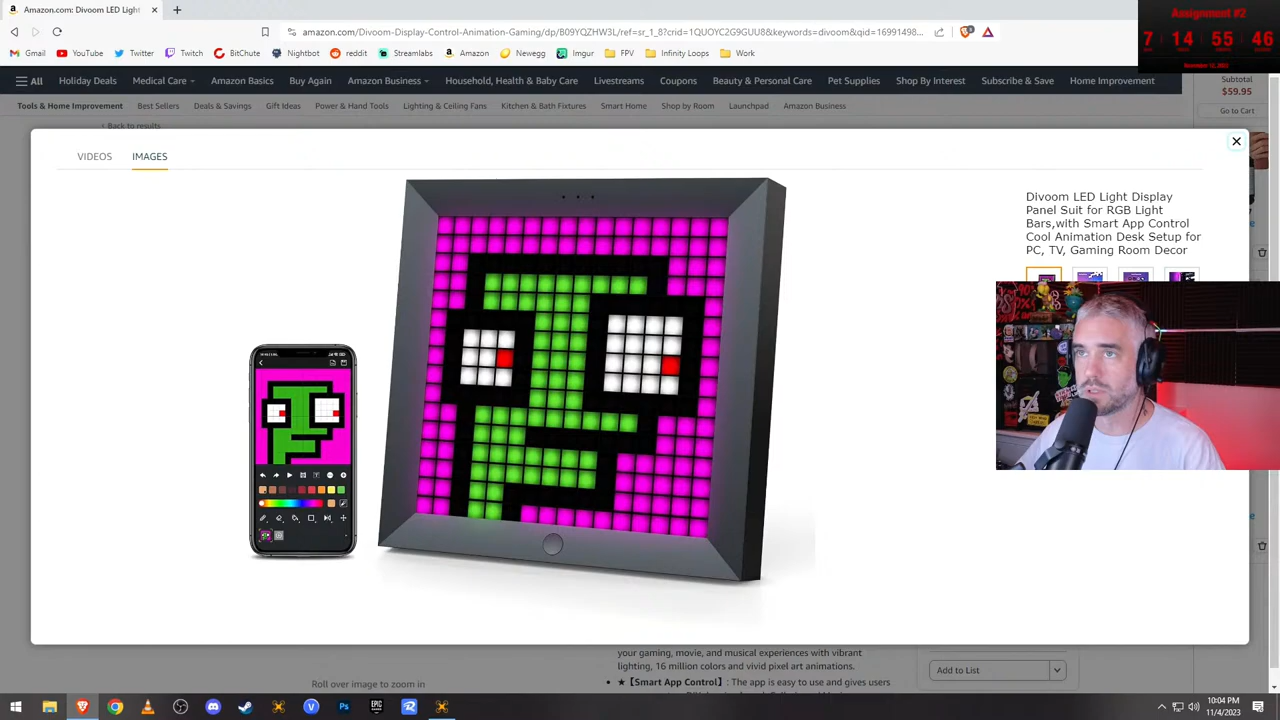 Amazon.com: Divoom LED Light
Assignment #2
7 14 55 46
November 12, 2023
amazon.com/Divoom-Display-Control-Animation-Gaming/dp/B09YQZHW3L/ref=sr_1_8?crid=1QUOYC2G9GUU8&keywords=divoom&qid=16991498...
Gmail YouTube Twitter Twitch BitChute Hotbird reddit Streamlabs Amazon Newegg Imgur FPV Infinity Loops Work
All Holiday Deals Medical Care Amazon Basics Buy Again Amazon Business Household, Health & Baby Care Livestreams Coupons Beauty & Personal Care Pet Supplies Shop By Interest Subscribe & Save Home Improvement
Subtotal
$59.95
Tools & Home Improvement Best Sellers Deals & Savings Gift Ideas Power & Hand Tools Lighting & Ceiling Fans Kitchen & Bath Fixtures Smart Home Shop by Room Launchpad Amazon Business
Go to Cart
‹ Back to results
VIDEOS IMAGES
Divoom LED Light Display
Panel Suit for RGB Light
Bars,with Smart App Control
Cool Animation Desk Setup for
PC, TV, Gaming Room Decor
your gaming, movie, and musical experiences with vibrant
lighting, 16 million colors and vivid pixel art animations.
Add to List
Roll over image to zoom in
★【Smart App Control】: The app is easy to use and gives users
10:04 PM
11/4/2023